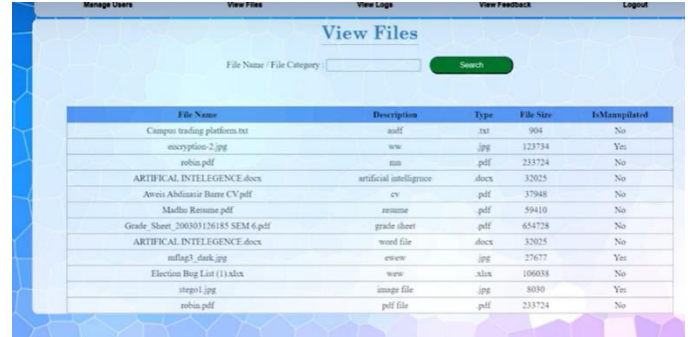 Manage Users View Files View Logs View Feedback Logout
View Files
File Name / File Category : Search
File Name Description Type File Size IsManupilated
Campus trading platform.txt asdf .txt 904 No
encryption-2.jpg ww .jpg 123734 Yes
robin.pdf nn .pdf 233724 No
ARTIFICAL INTELEGENCE.docx artificial intelligence .docx 32025 No
Aweis Abdinasir Barre CV.pdf cv .pdf 37948 No
Madhu Resume.pdf resume .pdf 59410 No
Grade_Sheet_200303126185 SEM 6.pdf grade sheet .pdf 654728 No
ARTIFICAL INTELEGENCE.docx word file .docx 32025 No
mflag3_dark.jpg ewew .jpg 27677 Yes
Election Bug List (1).xlsx wew .xlsx 106038 No
stego1.jpg image file .jpg 8030 Yes
robin.pdf pdf file .pdf 233724 No